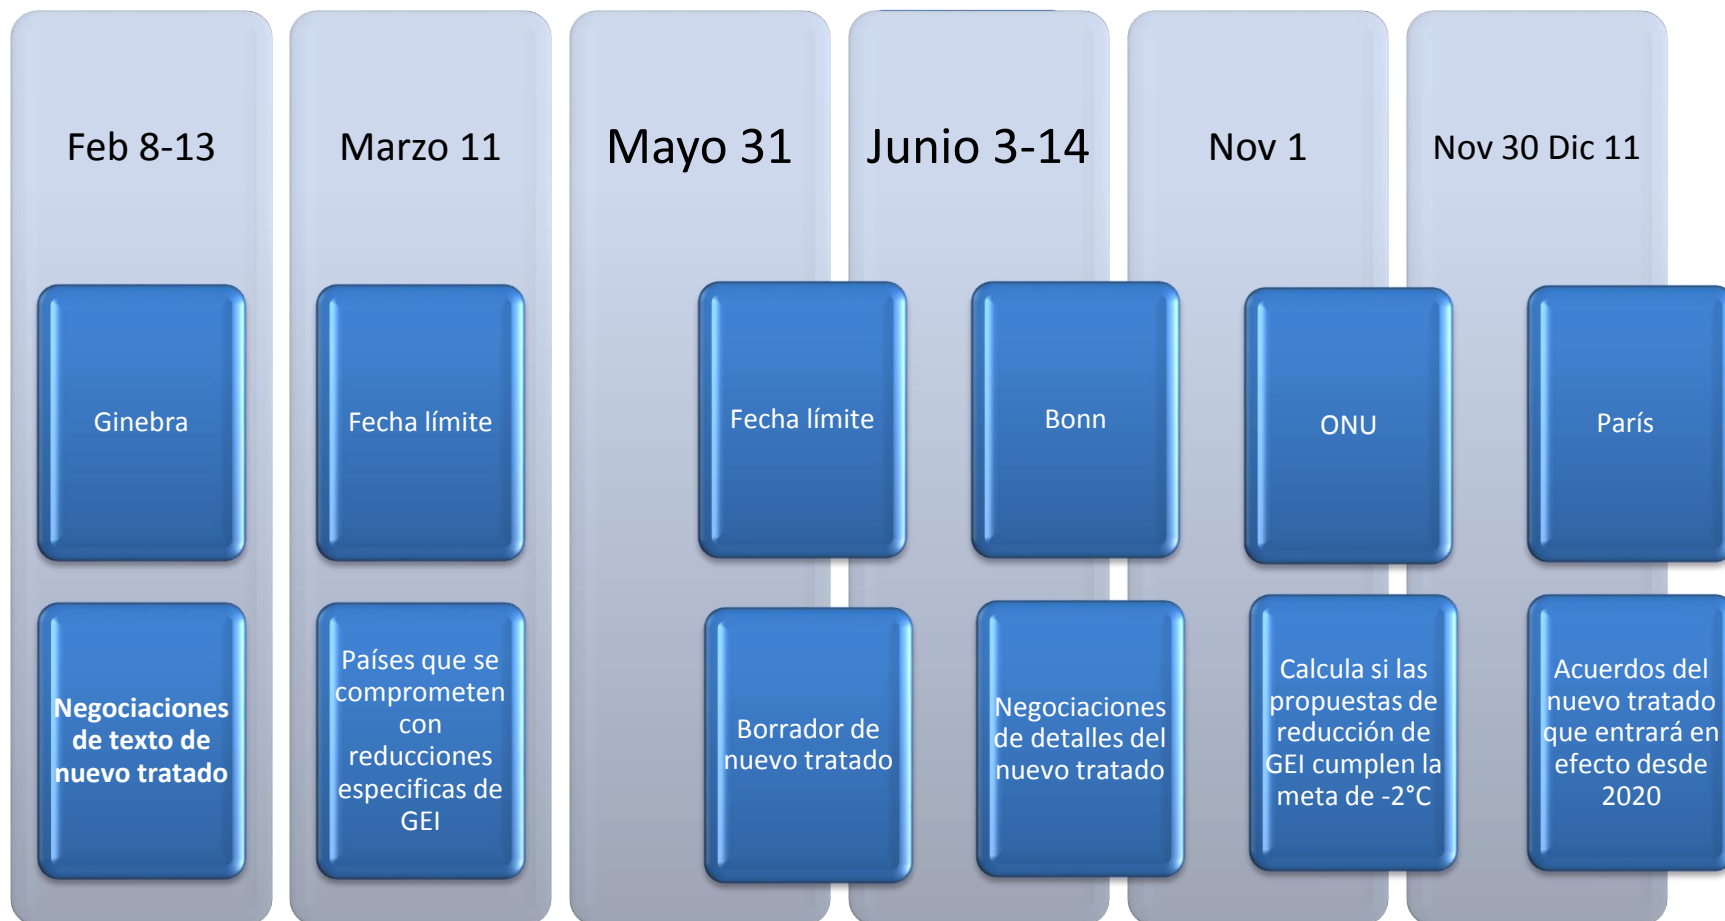 Feb 8-13
Marzo 11
Mayo 31
Junio 3-14
Nov 1
Nov 30 Dic 11
Ginebra
Fecha límite
Fecha límite
Bonn
ONU
París
Negociaciones
de texto de
nuevo tratado
Países que se
comprometen
con
reducciones
especificas de
GEI
Borrador de
nuevo tratado
Negociaciones
de detalles del
nuevo tratado
Calcula si las
propuestas de
reducción de
GEI cumplen la
meta de -2°C
Acuerdos del
nuevo tratado
que entrará en
efecto desde
2020